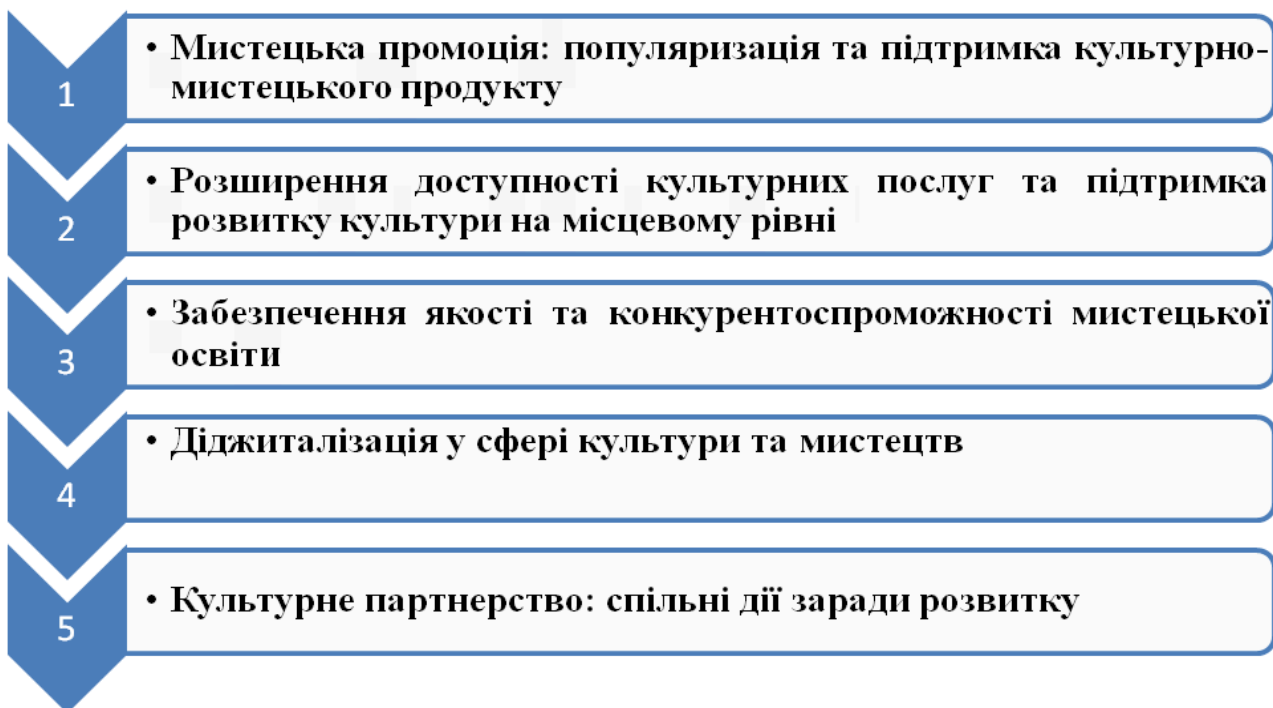 1
• Мистецька промоція: популяризація та підтримка культурно-
мистецького продукту
2
• Розширення доступності культурних послуг та підтримка
розвитку культури на місцевому рівні
3
• Забезпечення якості та конкурентоспроможності мистецької
освіти
4
• Діджиталізація у сфері культури та мистецтв
5
• Культурне партнерство: спільні дії заради розвитку